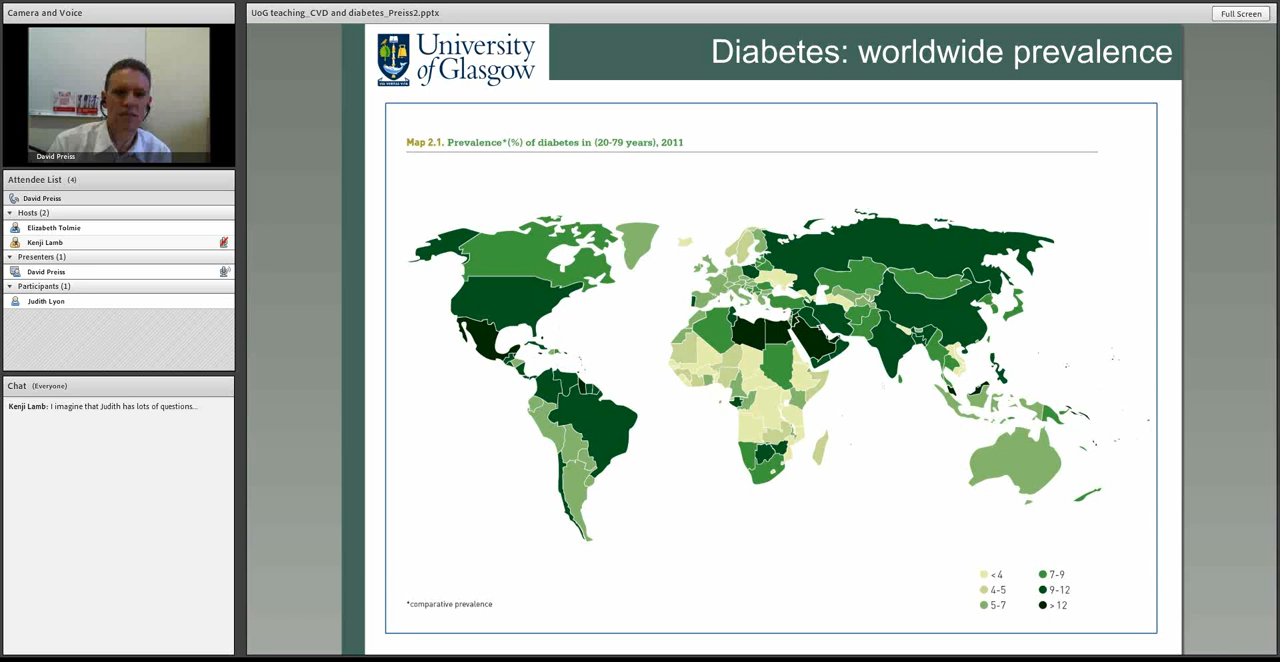 Camera and Voice
David Preiss
Attendee List (4)
David Preiss
Hosts (2)
Elizabeth Tolmie
Kenji Lamb
Presenters (1)
David Preiss
Participants (1)
Judith Lyon
Chat (Everyone)
Kenji Lamb: I imagine that Judith has lots of questions...
UoG teaching_CVD and diabetes_Preiss2.pptx
Full Screen
University
of Glasgow
Diabetes: worldwide prevalence
Map 2.1. Prevalence*(%) of diabetes in (20-79 years), 2011
< 4
4-5
5-7
7-9
9-12
> 12
*comparative prevalence